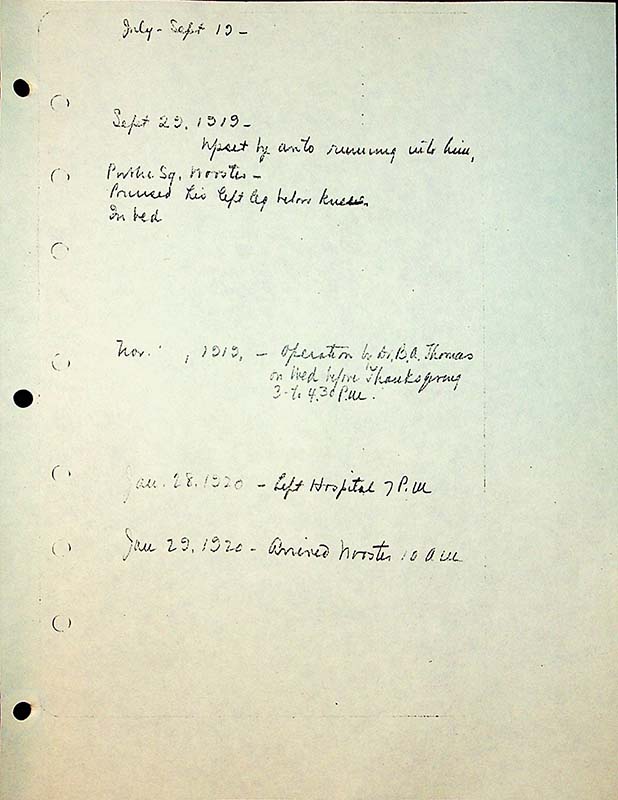 July - Sept 19 -
Sept 29, 1919 -
Upset by auto running into him,
Public Sq. Wooster -
Bruised his left leg below knee.
In bed
Nov. , 1919, - Operation by Dr. B.A. Thomas
on Wed before Thanksgiving
3 - to 4.30 P.M.
Jan. 28, 1920 - Left Hospital 7 P.M
Jan 29, 1920 - Arrived Wooster 10 A M